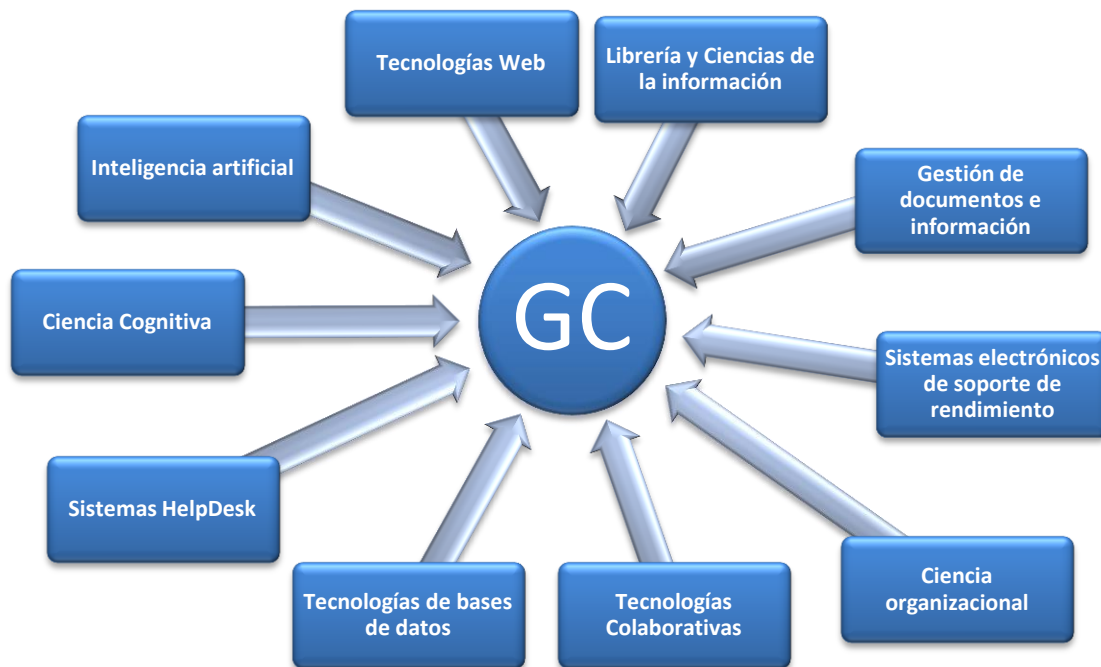 Tecnologías Web
Librería y Ciencias de
la información
Inteligencia artificial
Gestión de
documentos e
información
GC
Ciencia Cognitiva
Sistemas electrónicos
de soporte de
rendimiento
Sistemas HelpDesk
Ciencia
organizacional
Tecnologías de bases
de datos
Tecnologías
Colaborativas